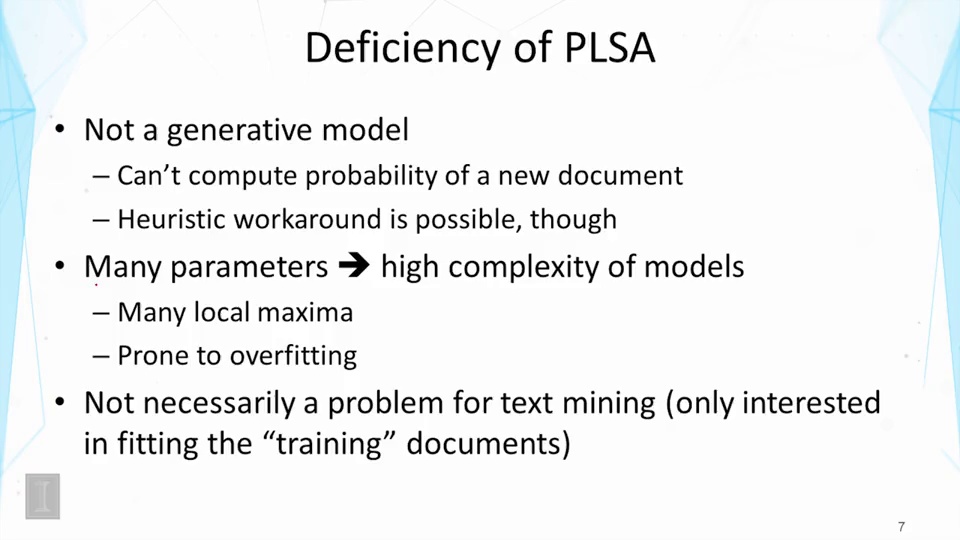 Deficiency of PLSA
• Not a generative model
– Can’t compute probability of a new document
– Heuristic workaround is possible, though
• Many parameters ➔ high complexity of models
– Many local maxima
– Prone to overfitting
• Not necessarily a problem for text mining (only interested
in fitting the “training” documents)
I
7